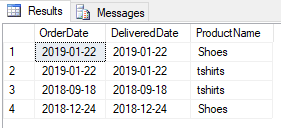 Results Messages
OrderDate DeliveredDate ProductName
1 2019-01-22 2019-01-22 Shoes
2 2019-01-22 2019-01-22 tshirts
3 2018-09-18 2018-09-18 tshirts
4 2018-12-24 2018-12-24 Shoes